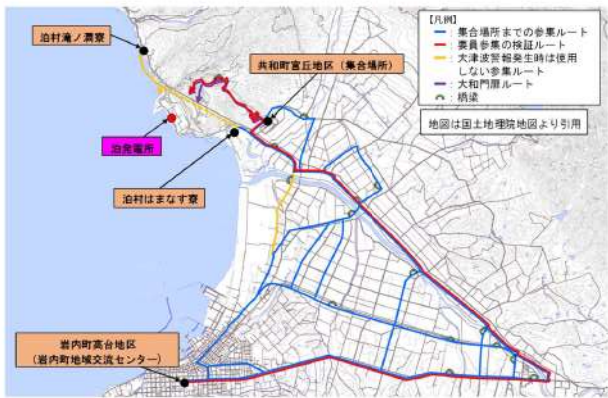 泊村滝ノ澗寮
共和町宮丘地区（集合場所）
【凡例】
：集合場所までの参集ルート
：要員参集の検証ルート
：大津波警報発生時は使用
しない参集ルート
：大和門扉ルート
：橋梁
地図は国土地理院地図より引用
泊発電所
泊村はまなす寮
岩内町高台地区
（岩内町地域交流センター）